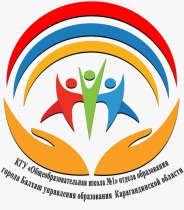 КГУ «Общеобразовательная школа №1» отдела образования
города Балхаш управления образования Карагандинской области